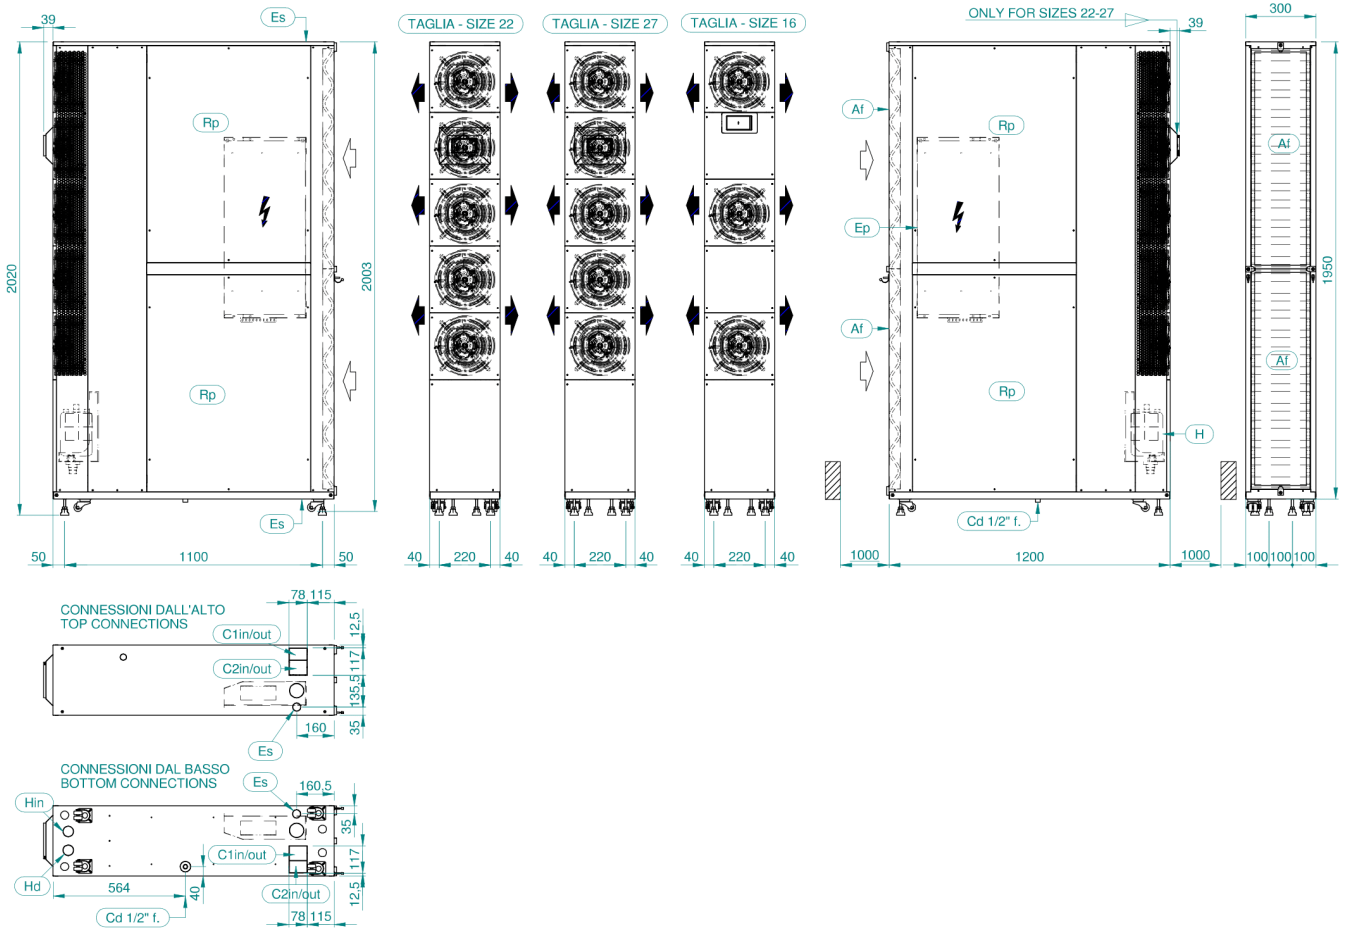 39
Es
TAGLIA - SIZE 22
TAGLIA - SIZE 27
TAGLIA - SIZE 16
ONLY FOR SIZES 22-27
39
300
Rp
Af
Rp
Af
Ep
2020
2003
1950
Af
Af
Rp
Rp
H
Es
Cd 1/2" f.
50
1100
50
40
220
40
40
220
40
40
220
40
1000
1200
1000
100
100
100
CONNESSIONI DALL'ALTO
TOP CONNECTIONS
78
115
12,5
C1in/out
117
C2in/out
135,5
160
35
Es
CONNESSIONI DAL BASSO
BOTTOM CONNECTIONS
Es
160,5
Hin
35
C1in/out
117
Hd
564
40
C2in/out
12,5
Cd 1/2" f.
78
115